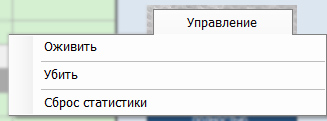 Управление
Оживить
Убить
Сброс статистики